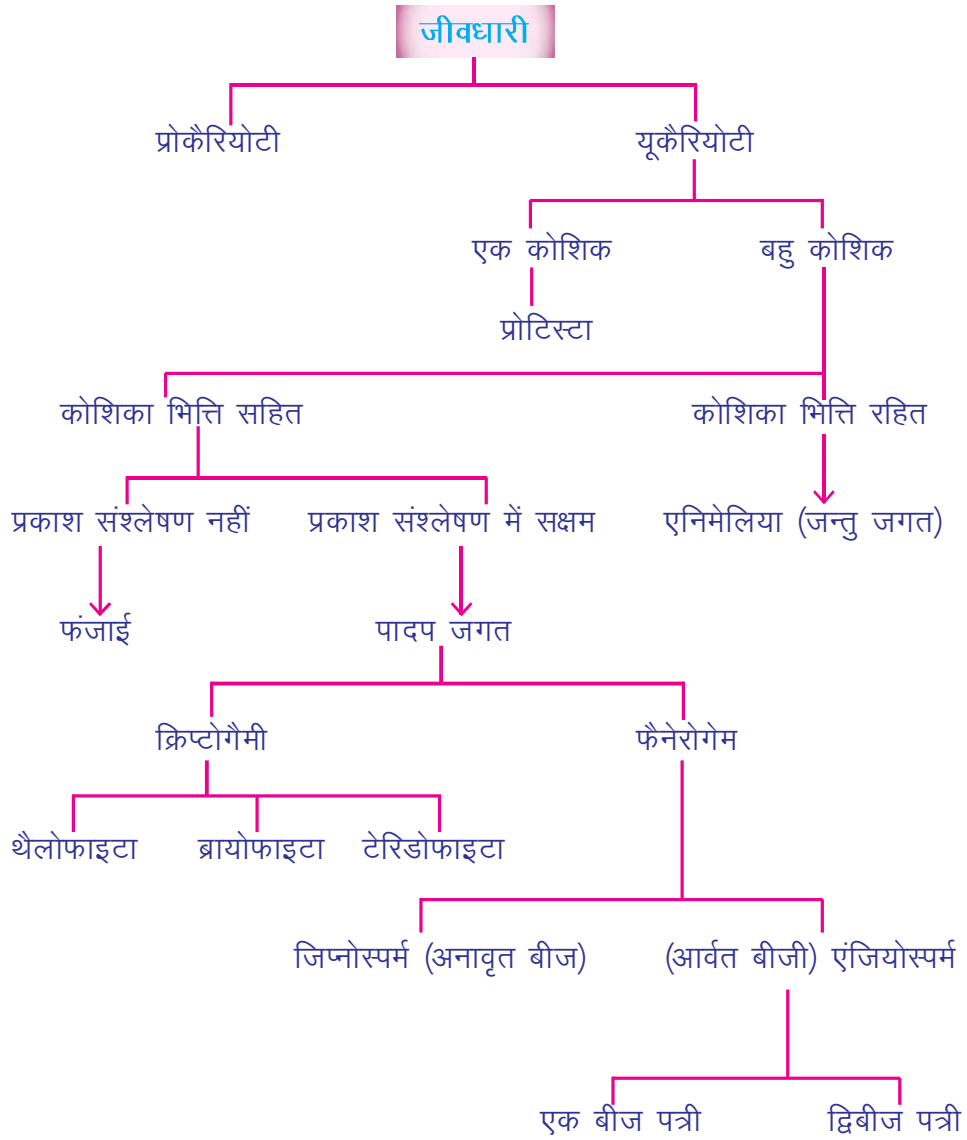 जीवधारी
प्रोकैरियोटी यूकैरियोटी
एक कोशिक बहु कोशिक
प्रोटिस्टा
कोशिका भित्ति सहित कोशिका भित्ति रहित
प्रकाश संश्लेषण नहीं प्रकाश संश्लेषण में सक्षम एनिमेलिया (जन्तु जगत)
फंजाई पादप जगत
क्रिप्टोगैमी फैनेरोगेम
थैलोफाइटा ब्रायोफाइटा टेरिडोफाइटा
जिप्नोस्पर्म (अनावृत बीज) (आर्वत बीजी) एंजियोस्पर्म
एक बीज पत्री द्विबीज पत्री